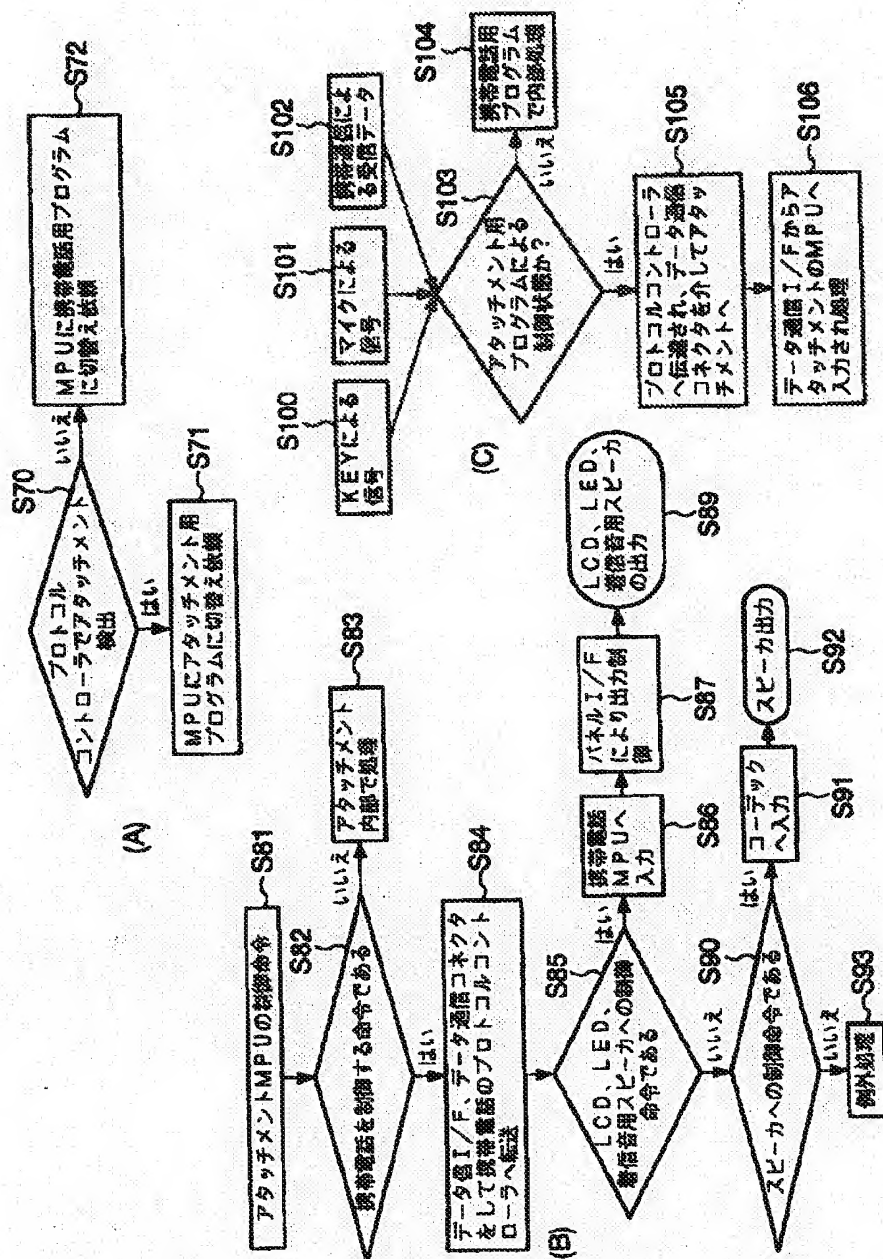 S70
プロトコル
コントローラでアタッチメント
検出
いいえ
S72
MPUに携帯電話用プログラム
に切替え依頼
はい
S71
MPUにアタッチメント用
プログラムに切替え依頼
(A)
S81
アタッチメントMPUの制御命令
S82
携帯電話を制御する命令である
いいえ
S83
アタッチメント
内部で処理
はい
S84
データ信I/F、データ通信コネクタ
をして携帯電話のプロトコルコント
ローラへ転送
S85
LCD、LED、
着信音用スピーカへの制御
命令である
はい
S86
携帯電話
MPUへ
入力
S87
パネルI/F
により出力制
御
S89
LCD、LED、
着信音用スピーカ
の出力
いいえ
S90
スピーカへの制御命令である
はい
S91
コーデック
へ入力
S92
スピーカ出力
いいえ
S93
例外処理
(B)
S100
KEYによる
信号
S101
マイクによる
信号
S102
携帯通信によ
る受信データ
S103
アタッチメント用
プログラムによる
制御状態か?
いいえ
S104
携帯電話用
プログラム
で内部処理
はい
S105
プロトコルコントローラ
へ伝達され、データ通信
コネクタを介してアタッ
チメントへ
S106
データ通信I/Fからア
タッチメントのMPUへ
入力され処理
(C)